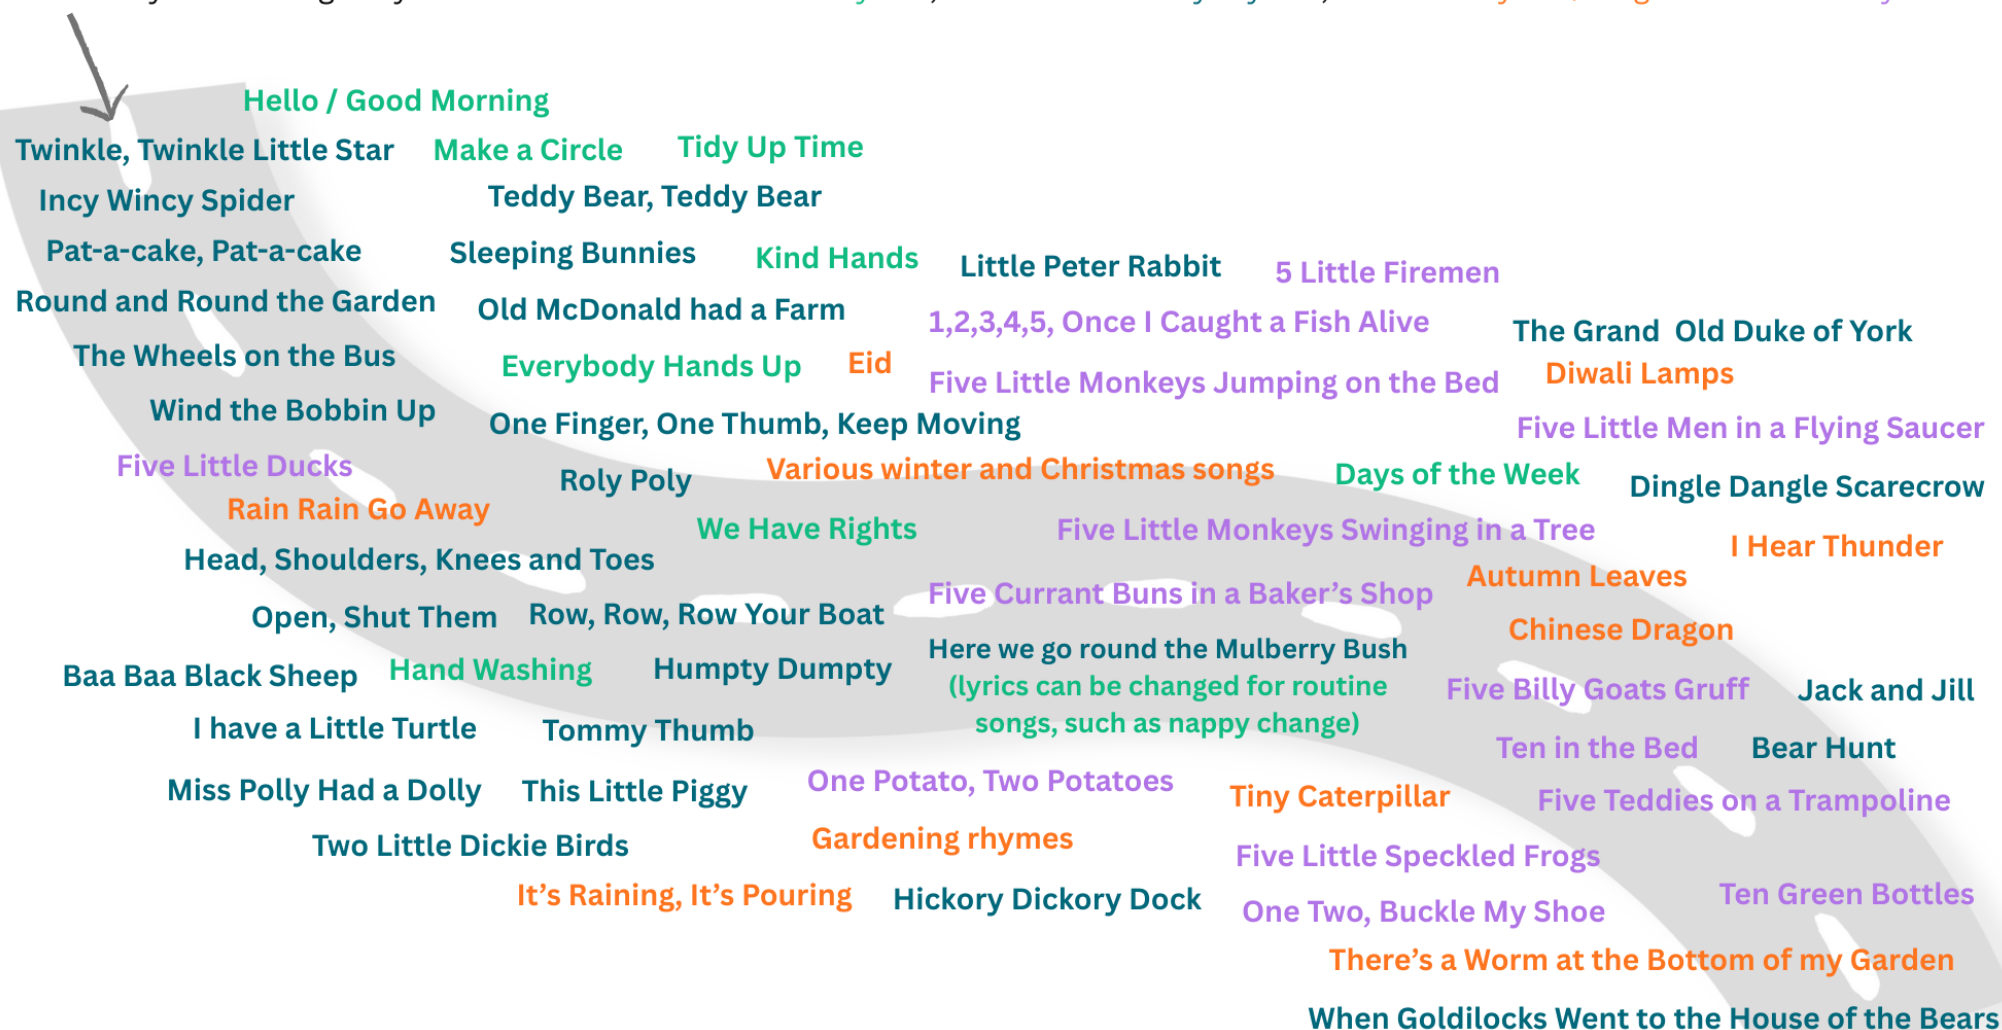 Hello / Good Morning
Twinkle, Twinkle Little Star
Make a Circle
Tidy Up Time
Incy Wincy Spider
Teddy Bear, Teddy Bear
Pat-a-cake, Pat-a-cake
Sleeping Bunnies
Kind Hands
Little Peter Rabbit
5 Little Firemen
Round and Round the Garden
Old McDonald had a Farm
1,2,3,4,5, Once I Caught a Fish Alive
The Grand Old Duke of York
The Wheels on the Bus
Everybody Hands Up
Eid
Five Little Monkeys Jumping on the Bed
Diwali Lamps
Wind the Bobbin Up
One Finger, One Thumb, Keep Moving
Five Little Men in a Flying Saucer
Five Little Ducks
Roly Poly
Various winter and Christmas songs
Days of the Week
Dingle Dangle Scarecrow
Rain Rain Go Away
We Have Rights
Five Little Monkeys Swinging in a Tree
I Hear Thunder
Head, Shoulders, Knees and Toes
Autumn Leaves
Open, Shut Them
Row, Row, Row Your Boat
Five Currant Buns in a Baker’s Shop
Chinese Dragon
Baa Baa Black Sheep
Hand Washing
Humpty Dumpty
Here we go round the Mulberry Bush
(lyrics can be changed for routine
songs, such as nappy change)
Five Billy Goats Gruff
Jack and Jill
I have a Little Turtle
Tommy Thumb
Ten in the Bed
Bear Hunt
Miss Polly Had a Dolly
This Little Piggy
One Potato, Two Potatoes
Tiny Caterpillar
Five Teddies on a Trampoline
Two Little Dickie Birds
Gardening rhymes
Five Little Speckled Frogs
It’s Raining, It’s Pouring
Hickory Dickory Dock
One Two, Buckle My Shoe
Ten Green Bottles
There’s a Worm at the Bottom of my Garden
When Goldilocks Went to the House of the Bears